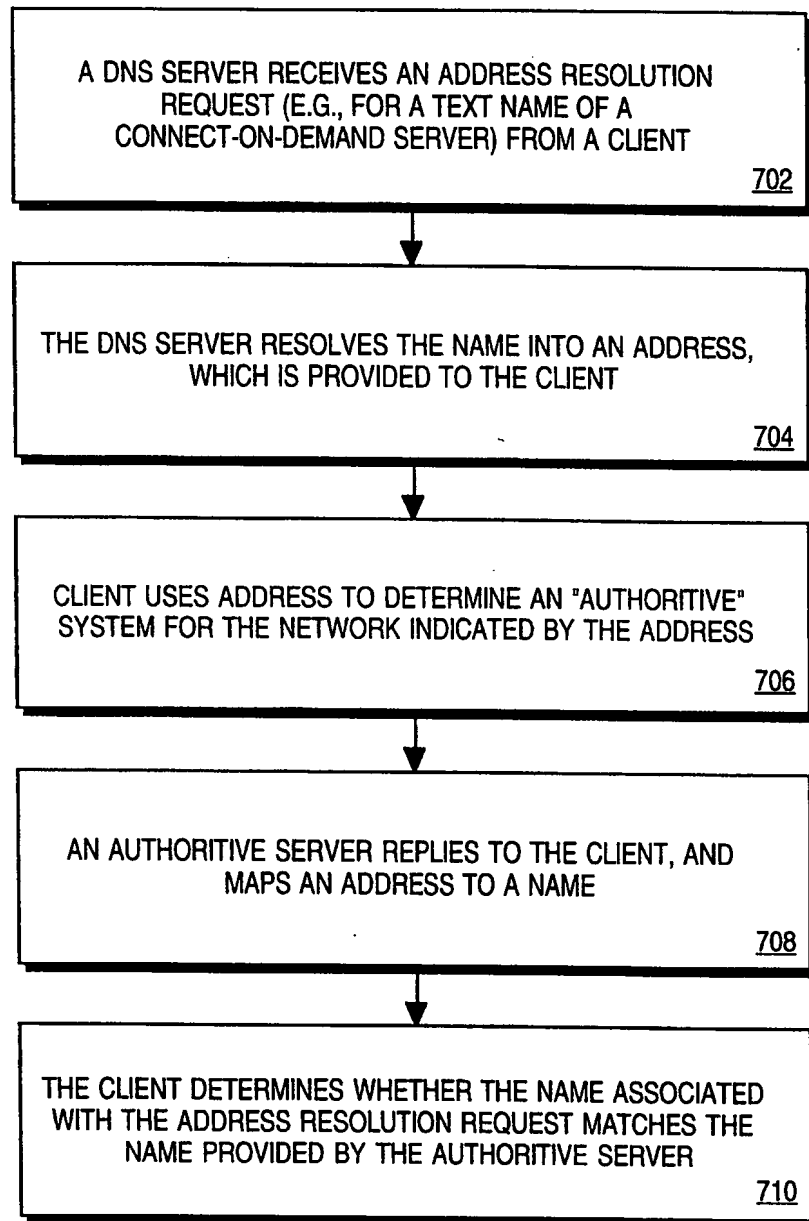 A DNS SERVER RECEIVES AN ADDRESS RESOLUTION
REQUEST (E.G., FOR A TEXT NAME OF A
CONNECT-ON-DEMAND SERVER) FROM A CLIENT
702
THE DNS SERVER RESOLVES THE NAME INTO AN ADDRESS,
WHICH IS PROVIDED TO THE CLIENT
704
CLIENT USES ADDRESS TO DETERMINE AN "AUTHORITIVE"
SYSTEM FOR THE NETWORK INDICATED BY THE ADDRESS
706
AN AUTHORITIVE SERVER REPLIES TO THE CLIENT, AND
MAPS AN ADDRESS TO A NAME
708
THE CLIENT DETERMINES WHETHER THE NAME ASSOCIATED
WITH THE ADDRESS RESOLUTION REQUEST MATCHES THE
NAME PROVIDED BY THE AUTHORITIVE SERVER
710